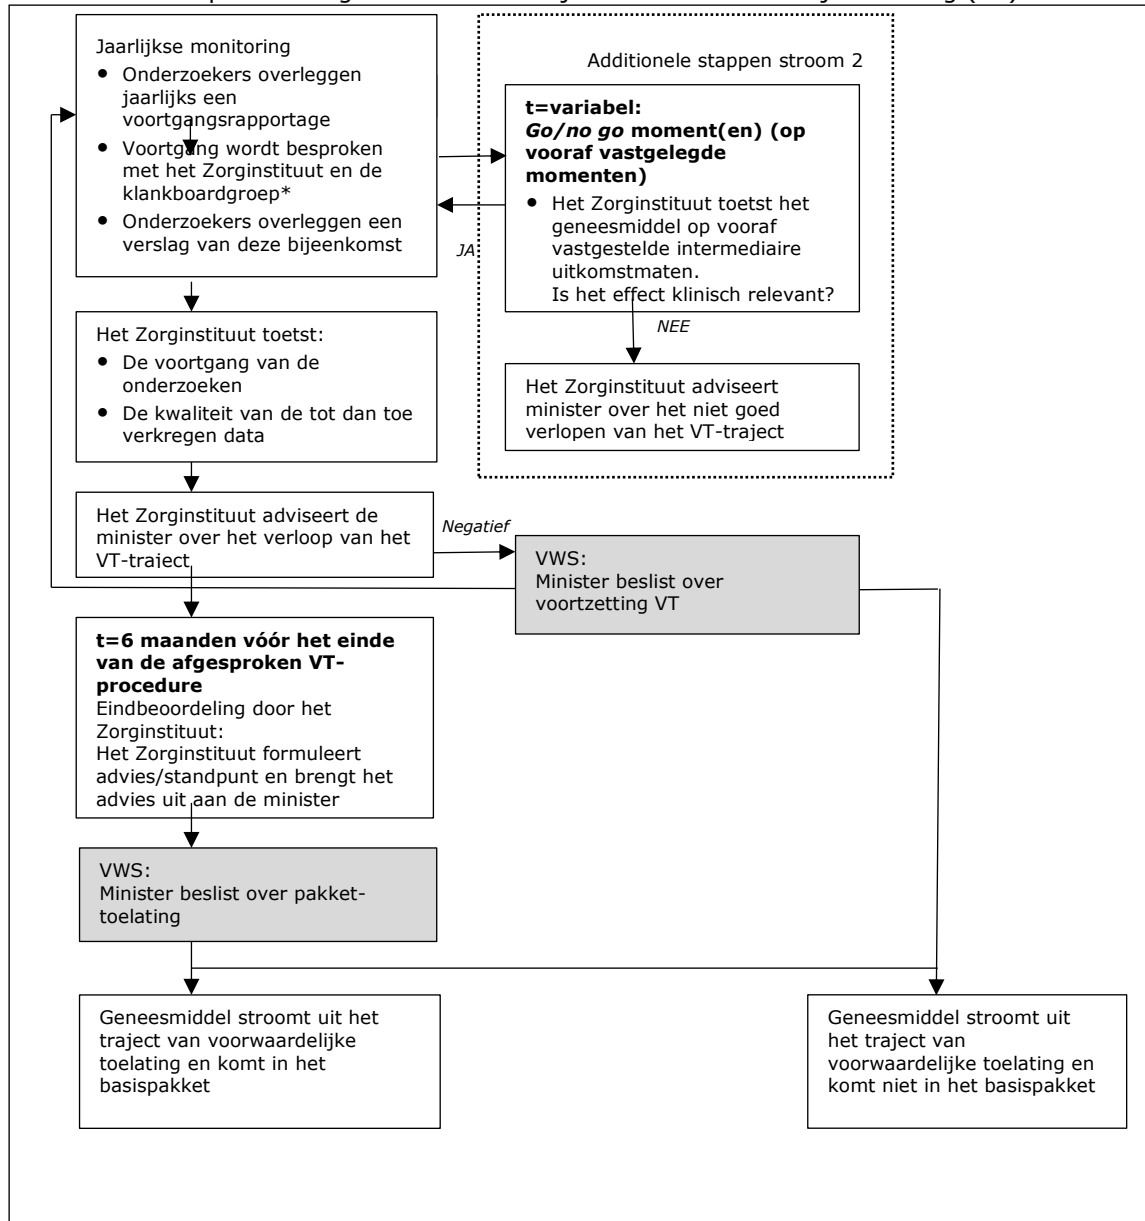 Jaarlijkse monitoring
• Onderzoekers overleggen
jaarlijks een
voortgangsrapportage
• Voortgang wordt besproken
met het Zorginstituut en de
klankboardgroep*
• Onderzoekers overleggen een
verslag van deze bijeenkomst
Additionele stappen stroom 2
t=variabel:
Go/no go moment(en) (op
vooraf vastgelegde
momenten)
• Het Zorginstituut toetst het
geneesmiddel op vooraf
vastgestelde intermediaire
uitkomstmaten.
Is het effect klinisch relevant?
JA
NEE
Het Zorginstituut adviseert
minister over het niet goed
verlopen van het VT-traject
Het Zorginstituut toetst:
• De voortgang van de
onderzoeken
• De kwaliteit van de tot dan toe
verkregen data
Het Zorginstituut adviseert de
minister over het verloop van het
VT-traject
Negatief
VWS:
Minister beslist over
voortzetting VT
t=6 maanden vóór het einde
van de afgesproken VT-
procedure
Eindbeoordeling door het
Zorginstituut:
Het Zorginstituut formuleert
advies/standpunt en brengt het
advies uit aan de minister
VWS:
Minister beslist over pakket-
toelating
Geneesmiddel stroomt uit het
traject van voorwaardelijke
toelating en komt in het
basispakket
Geneesmiddel stroomt uit
het traject van
voorwaardelijke toelating en
komt niet in het basispakket